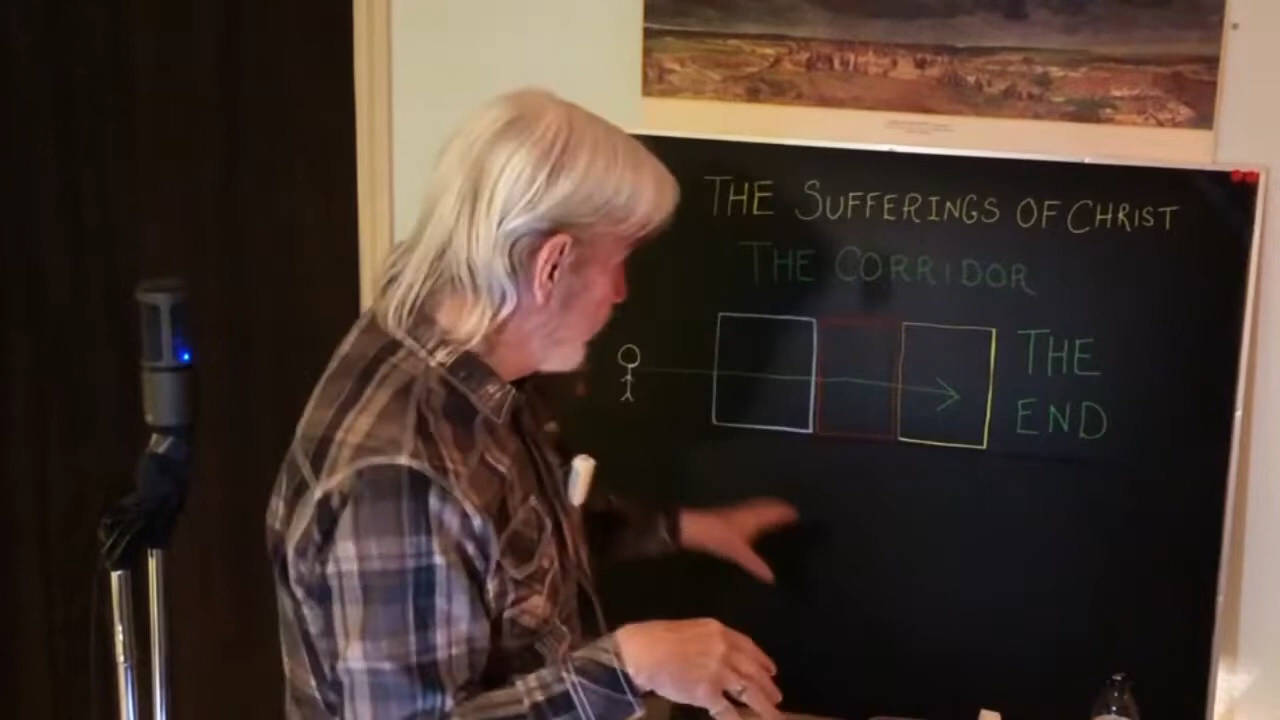 THE SUFFERINGS OF CHRIST
THE CORRIDOR
THE
END